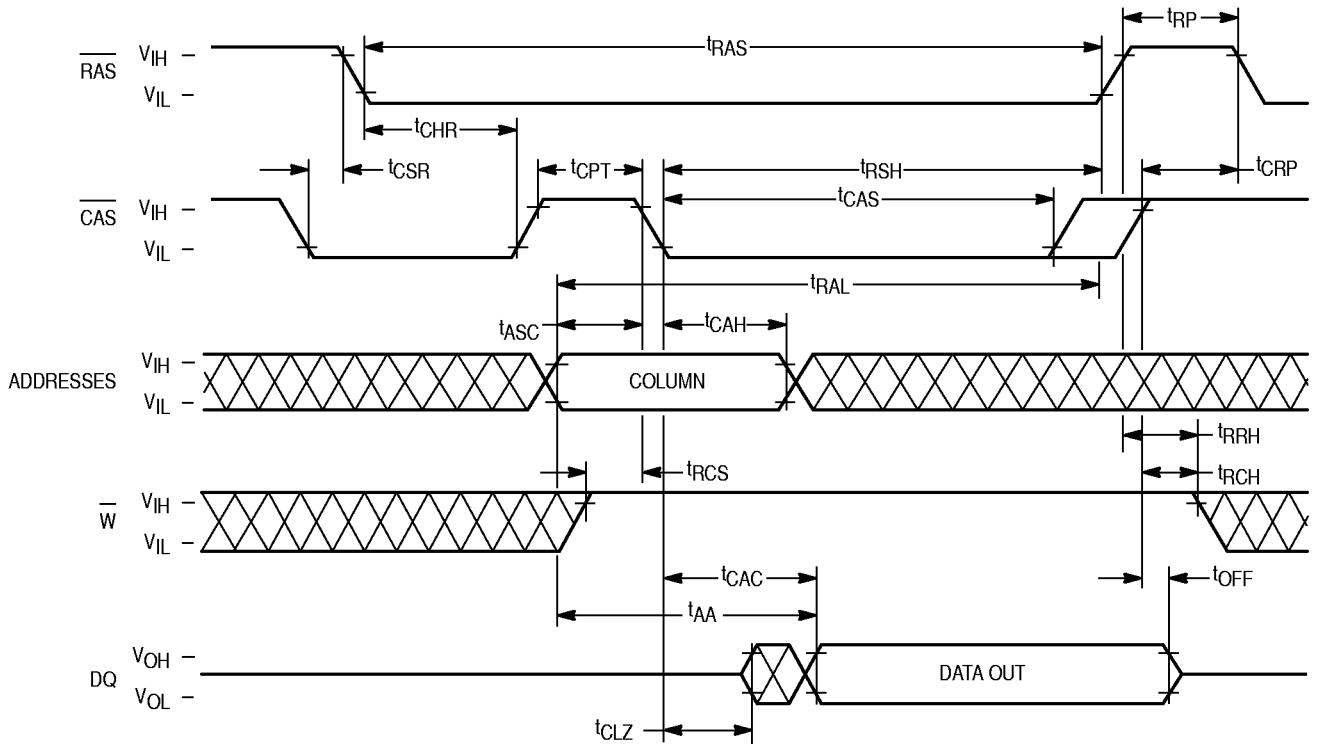 tRP
tRAS
RAS
VIH
VIL
tCHR
tCSR
tCPT
tRSH
tCRP
tCAS
CAS
VIH
VIL
tRAL
tASC
tCAH
ADDRESSES
VIH
VIL
COLUMN
tRRH
tRCS
tRCH
W
VIH
VIL
tCAC
tOFF
tAA
DQ
VOH
VOL
DATA OUT
tCLZ